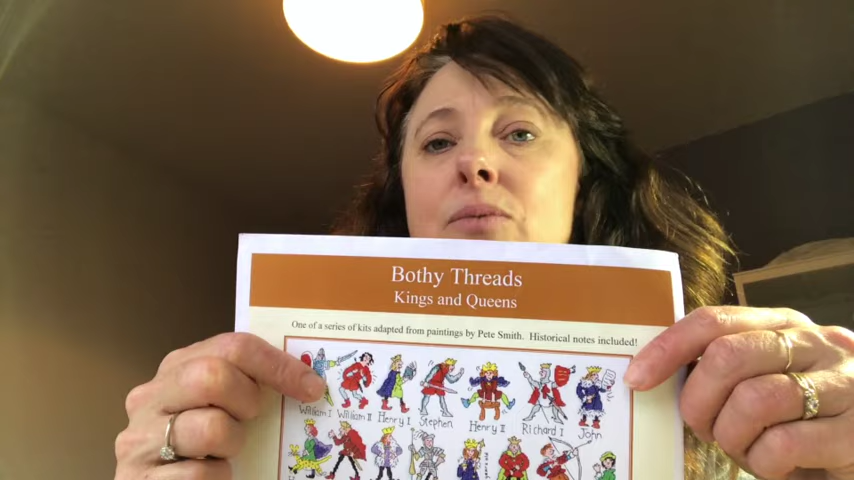 Bothy Threads
Kings and Queens
One of a series of kits adapted from paintings by Pete Smith. Historical notes included!
William I William II Henry I Stephen Henry II Richard I John